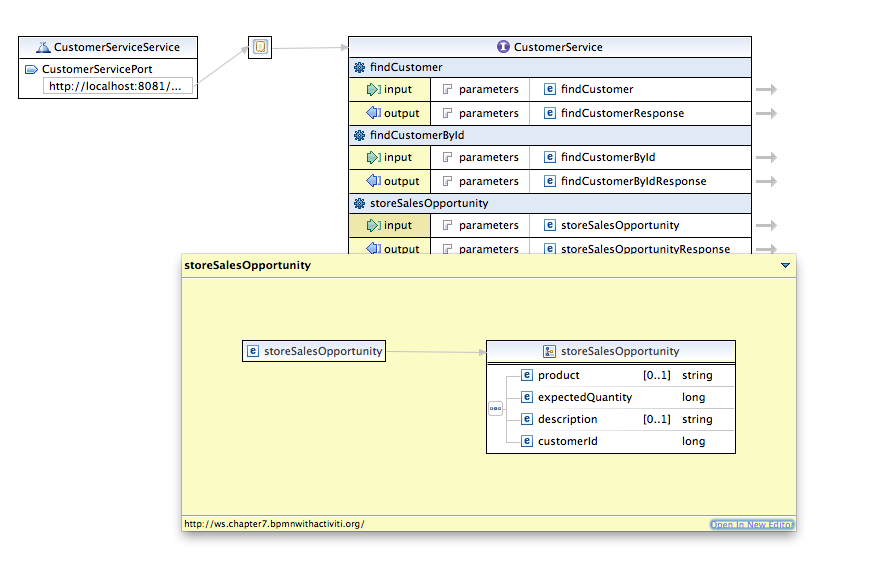 CustomerServiceService
CustomerServicePort
http://localhost:8081/...
CustomerService
findCustomer
input parameters findCustomer
output parameters findCustomerResponse
findCustomerById
input parameters findCustomerById
output parameters findCustomerByIdResponse
storeSalesOpportunity
input parameters storeSalesOpportunity
output parameters storeSalesOpportunityResponse
storeSalesOpportunity
storeSalesOpportunity
storeSalesOpportunity
product [0..1] string
expectedQuantity long
description [0..1] string
customerId long
http://ws.chapter7.bpmnwithactiviti.org/
Open In New Editor